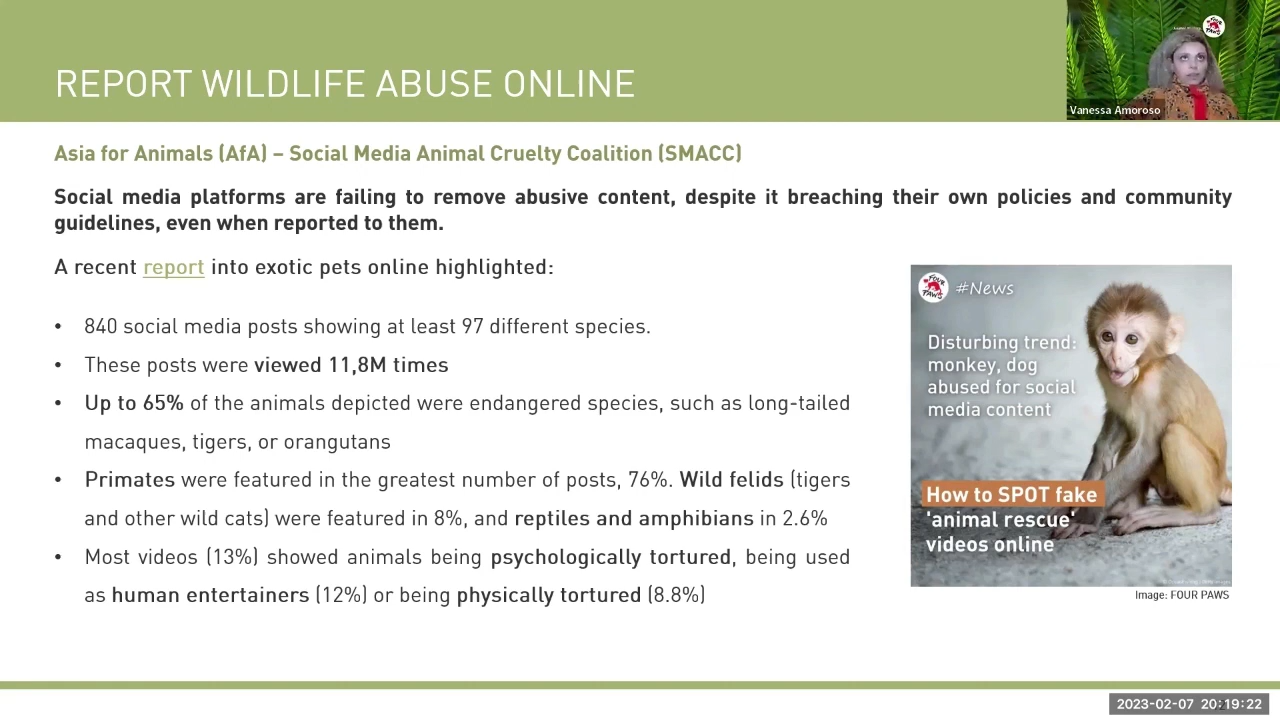 REPORT WILDLIFE ABUSE ONLINE
FOUR
PAWS
Vanessa Amoroso
Asia for Animals (AfA) – Social Media Animal Cruelty Coalition (SMACC)
Social media platforms are failing to remove abusive content, despite it breaching their own policies and community
guidelines, even when reported to them.
A recent report into exotic pets online highlighted:
• 840 social media posts showing at least 97 different species.
• These posts were viewed 11,8M times
• Up to 65% of the animals depicted were endangered species, such as long-tailed
macaques, tigers, or orangutans
• Primates were featured in the greatest number of posts, 76%. Wild felids (tigers
and other wild cats) were featured in 8%, and reptiles and amphibians in 2.6%
• Most videos (13%) showed animals being psychologically tortured, being used
as human entertainers (12%) or being physically tortured (8.8%)
FOUR
PAWS
#News
Disturbing trend:
monkey, dog
abused for social
media content
How to SPOT fake
'animal rescue'
videos online
Image: FOUR PAWS
2023-02-07 20:19:22